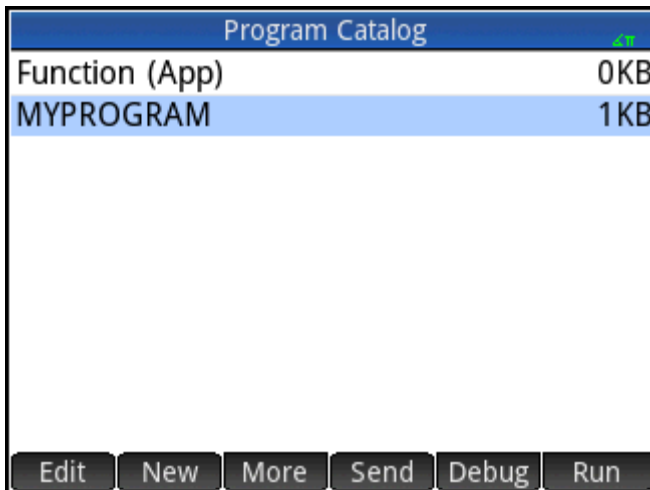 Program Catalog
∡π
Function (App) 0KB
MYPROGRAM 1KB
Edit New More Send Debug Run